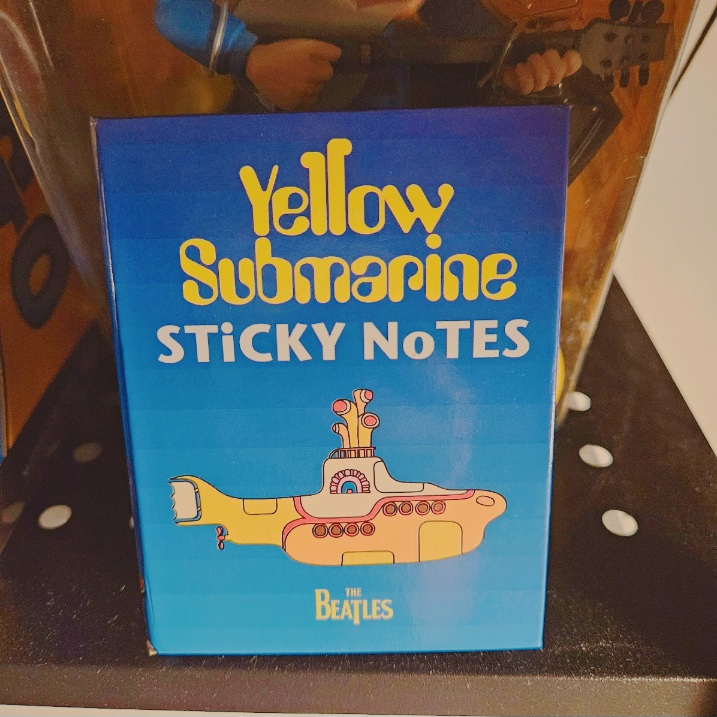 Yellow
Submarine
STiCKY NoTES
THE
BEATLES